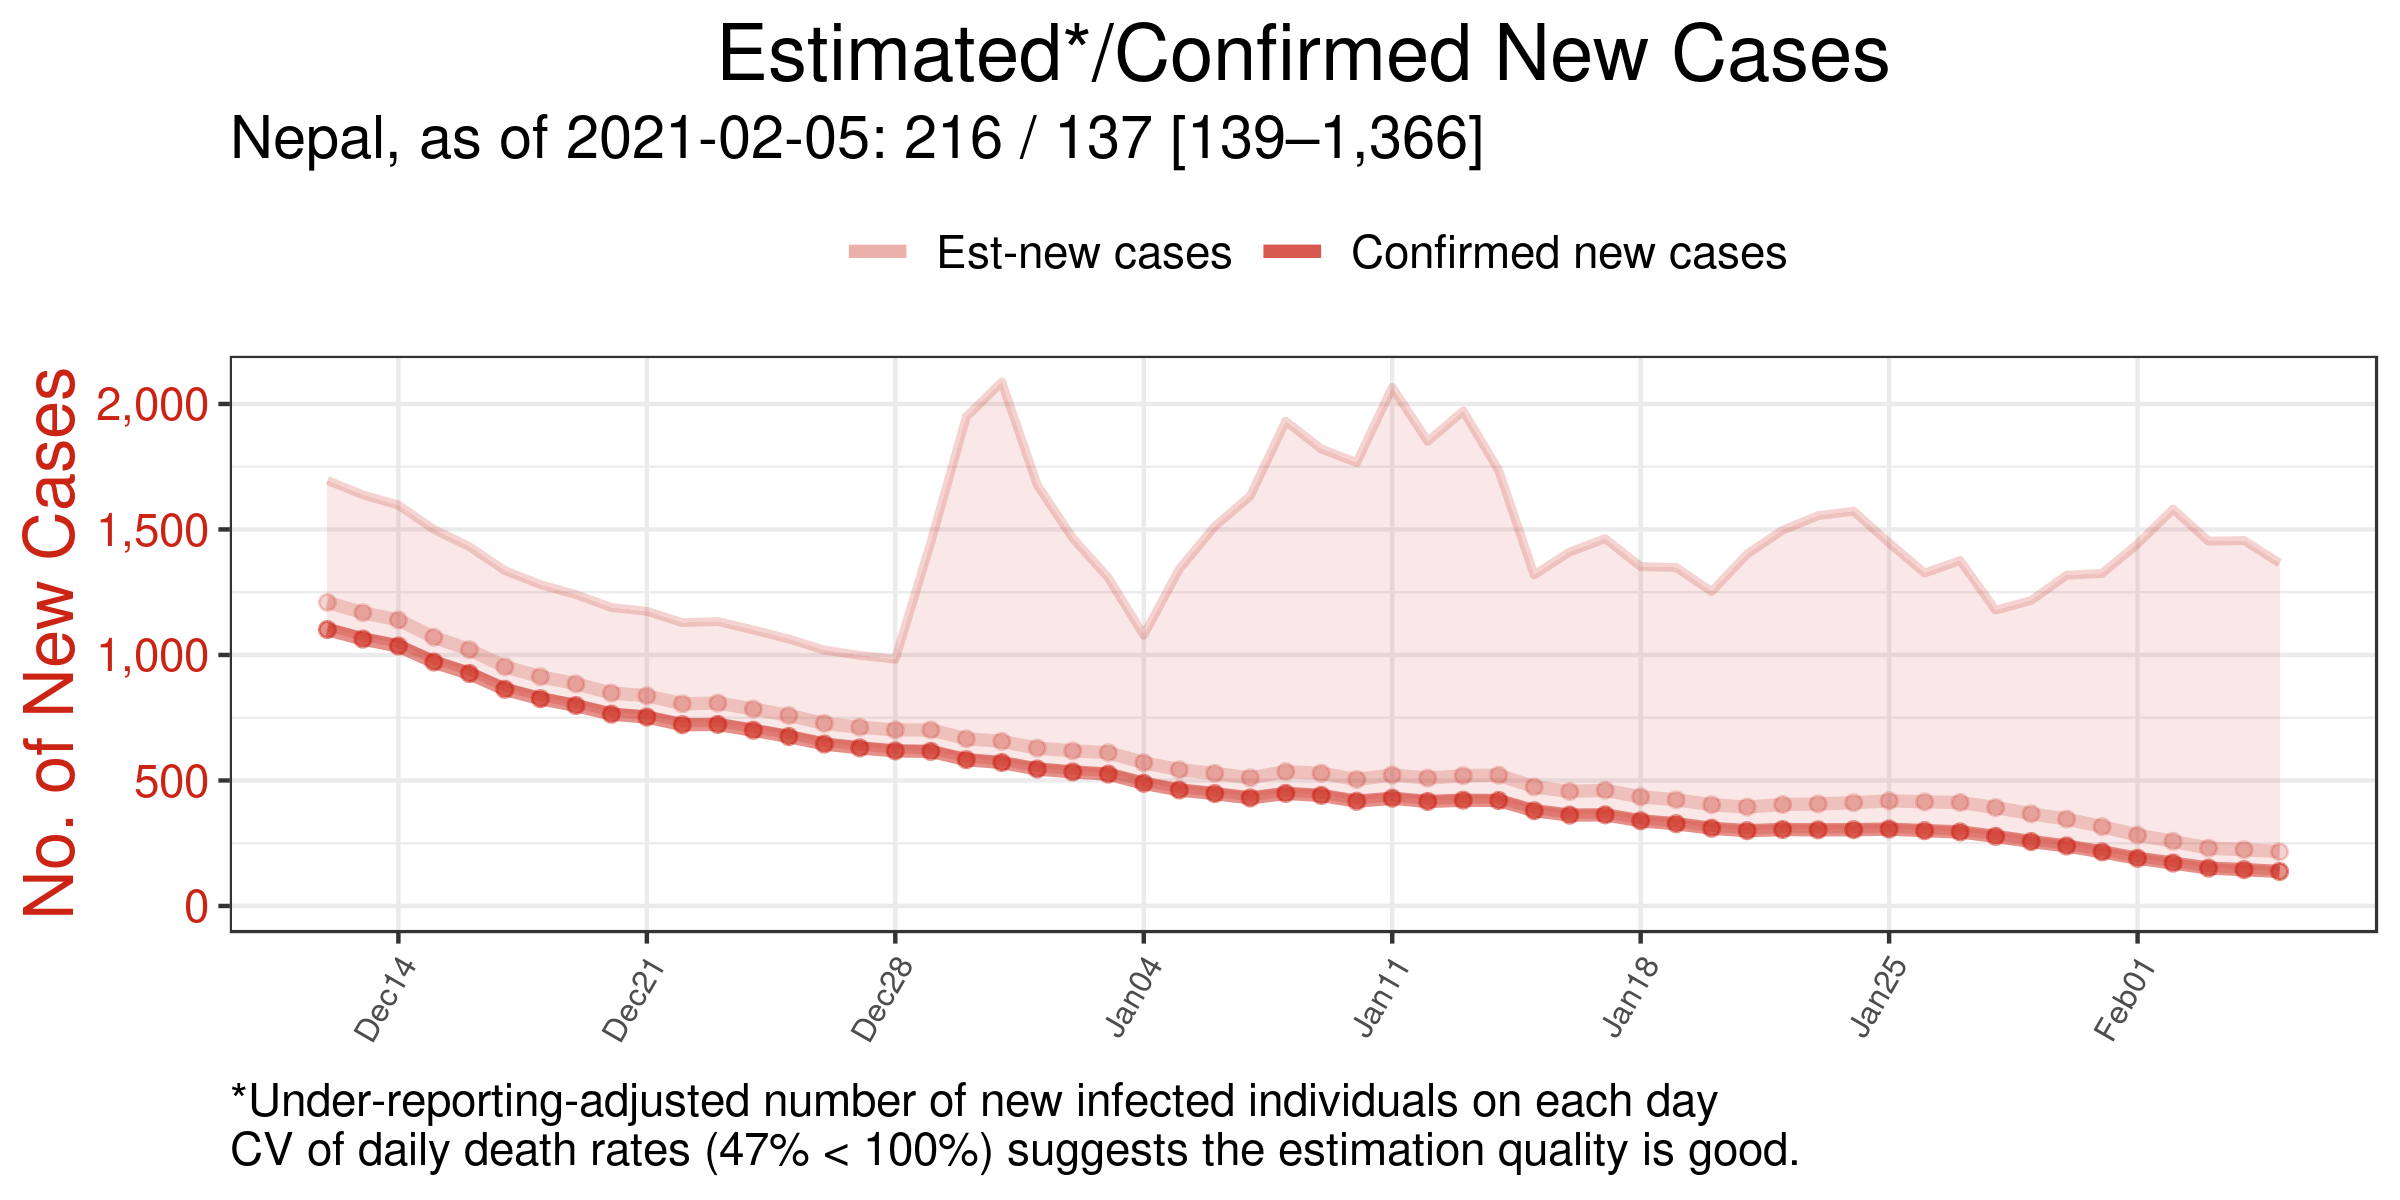 Estimated*/Confirmed New Cases
Nepal, as of 2021-02-05: 216 / 137 [139–1,366]
Est-new cases
Confirmed new cases
No. of New Cases
2,000
1,500
1,000
500
0
Dec14
Dec21
Dec28
Jan04
Jan11
Jan18
Jan25
Feb01
*Under-reporting-adjusted number of new infected individuals on each day
CV of daily death rates (47% < 100%) suggests the estimation quality is good.